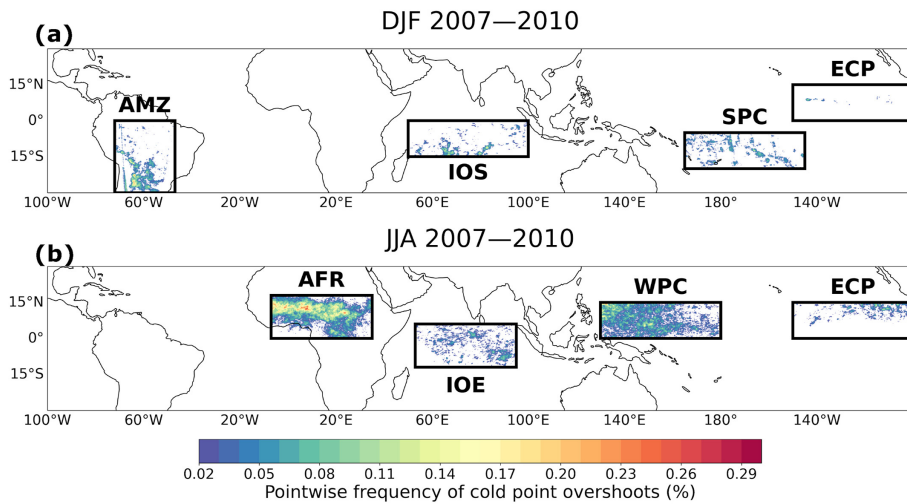 DJF 2007—2010
(a)
ECP
15°N
AMZ
SPC
0°
15°S
IOS
100°W 60°W 20°W 20°E 60°E 100°E 140°E 180° 140°W
JJA 2007—2010
(b)
AFR WPC ECP
15°N
0°
15°S
IOE
100°W 60°W 20°W 20°E 60°E 100°E 140°E 180° 140°W
0.02 0.05 0.08 0.11 0.14 0.17 0.20 0.23 0.26 0.29
Pointwise frequency of cold point overshoots (%)